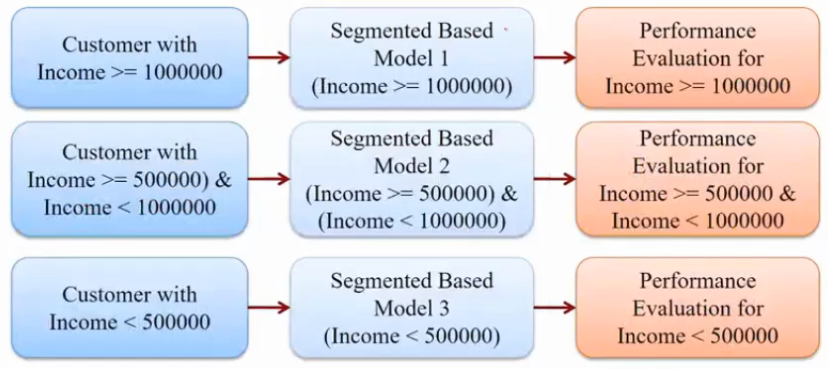 Customer with
Income >= 1000000
Segmented Based
Model 1
(Income >= 1000000)
Performance
Evaluation for
Income >= 1000000
Customer with
Income >= 500000) &
Income < 1000000
Segmented Based
Model 2
(Income >= 500000) &
(Income < 1000000)
Performance
Evaluation for
Income >= 500000 &
Income < 1000000
Customer with
Income < 500000
Segmented Based
Model 3
(Income < 500000)
Performance
Evaluation for
Income < 500000